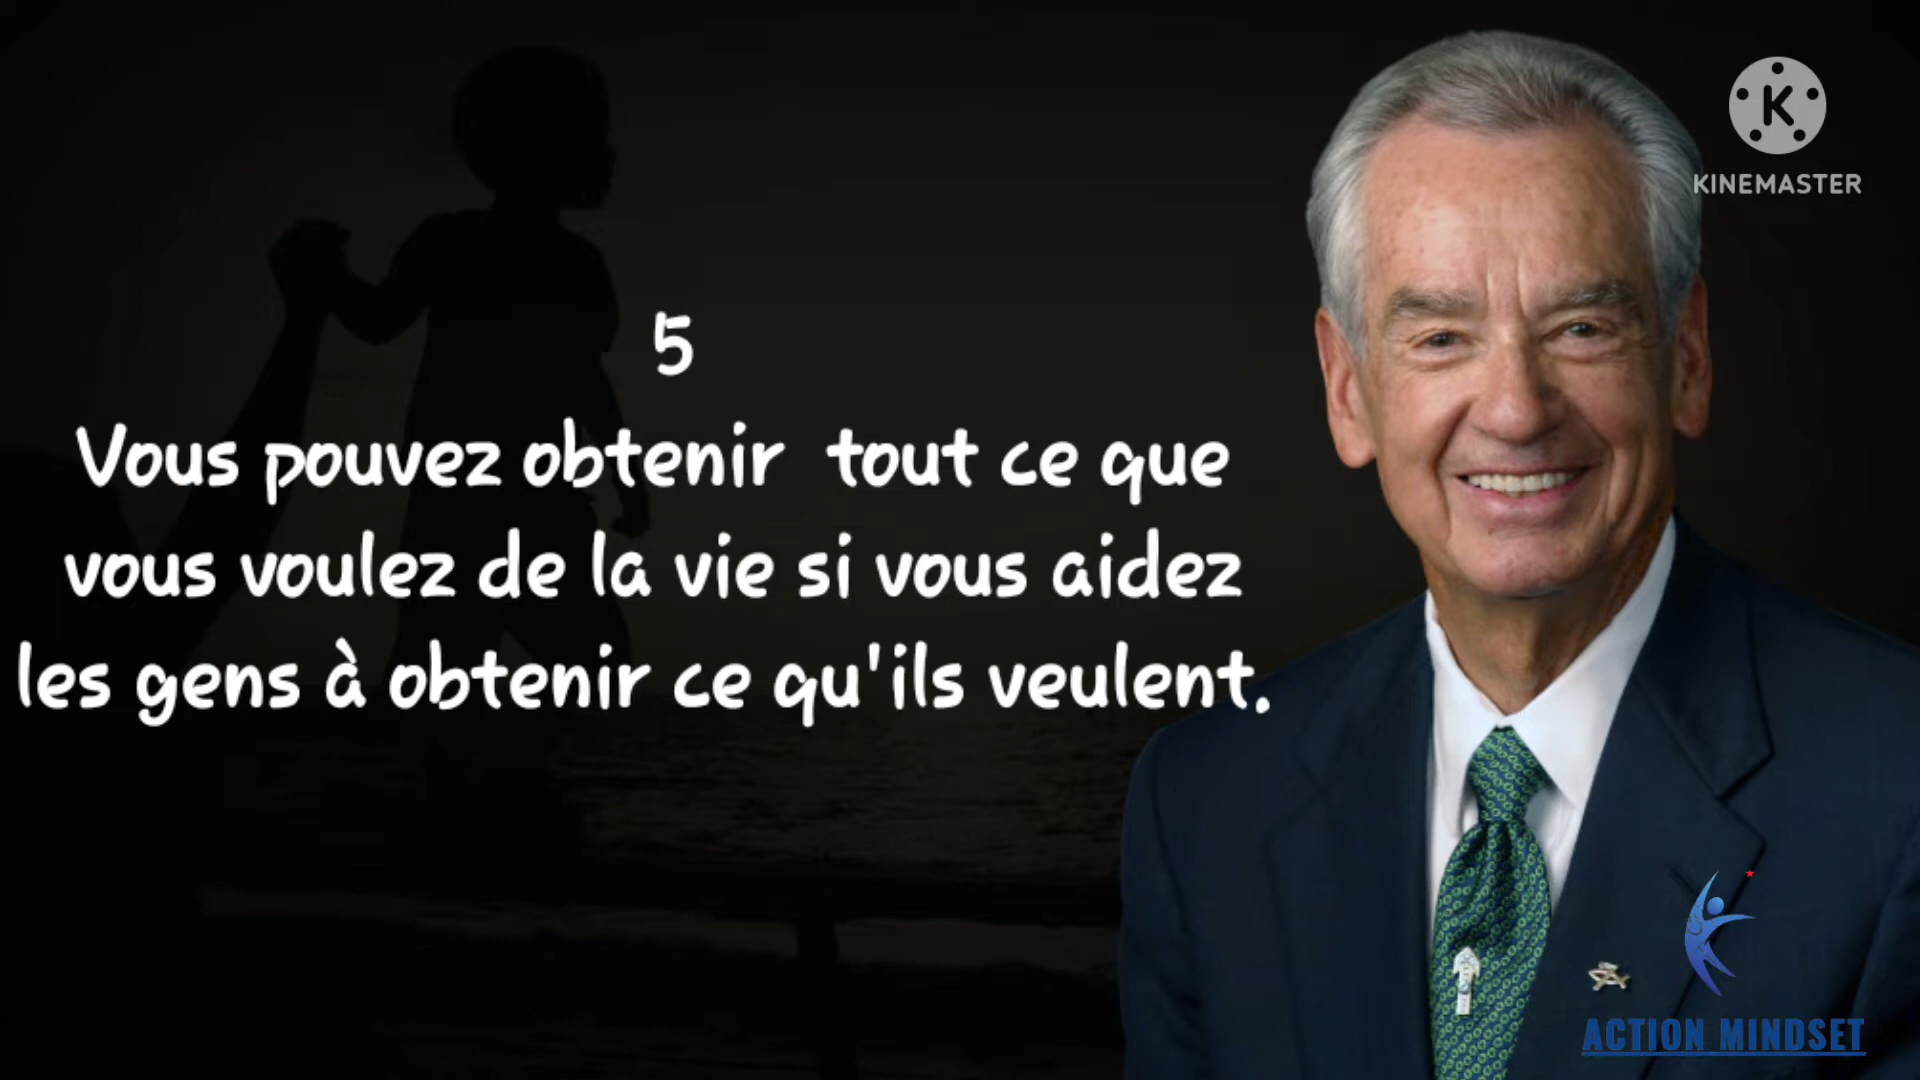 5
Vous pouvez obtenir tout ce que
vous voulez de la vie si vous aidez
les gens à obtenir ce qu'ils veulent.
K
KINEMASTER
ACTION MINDSET